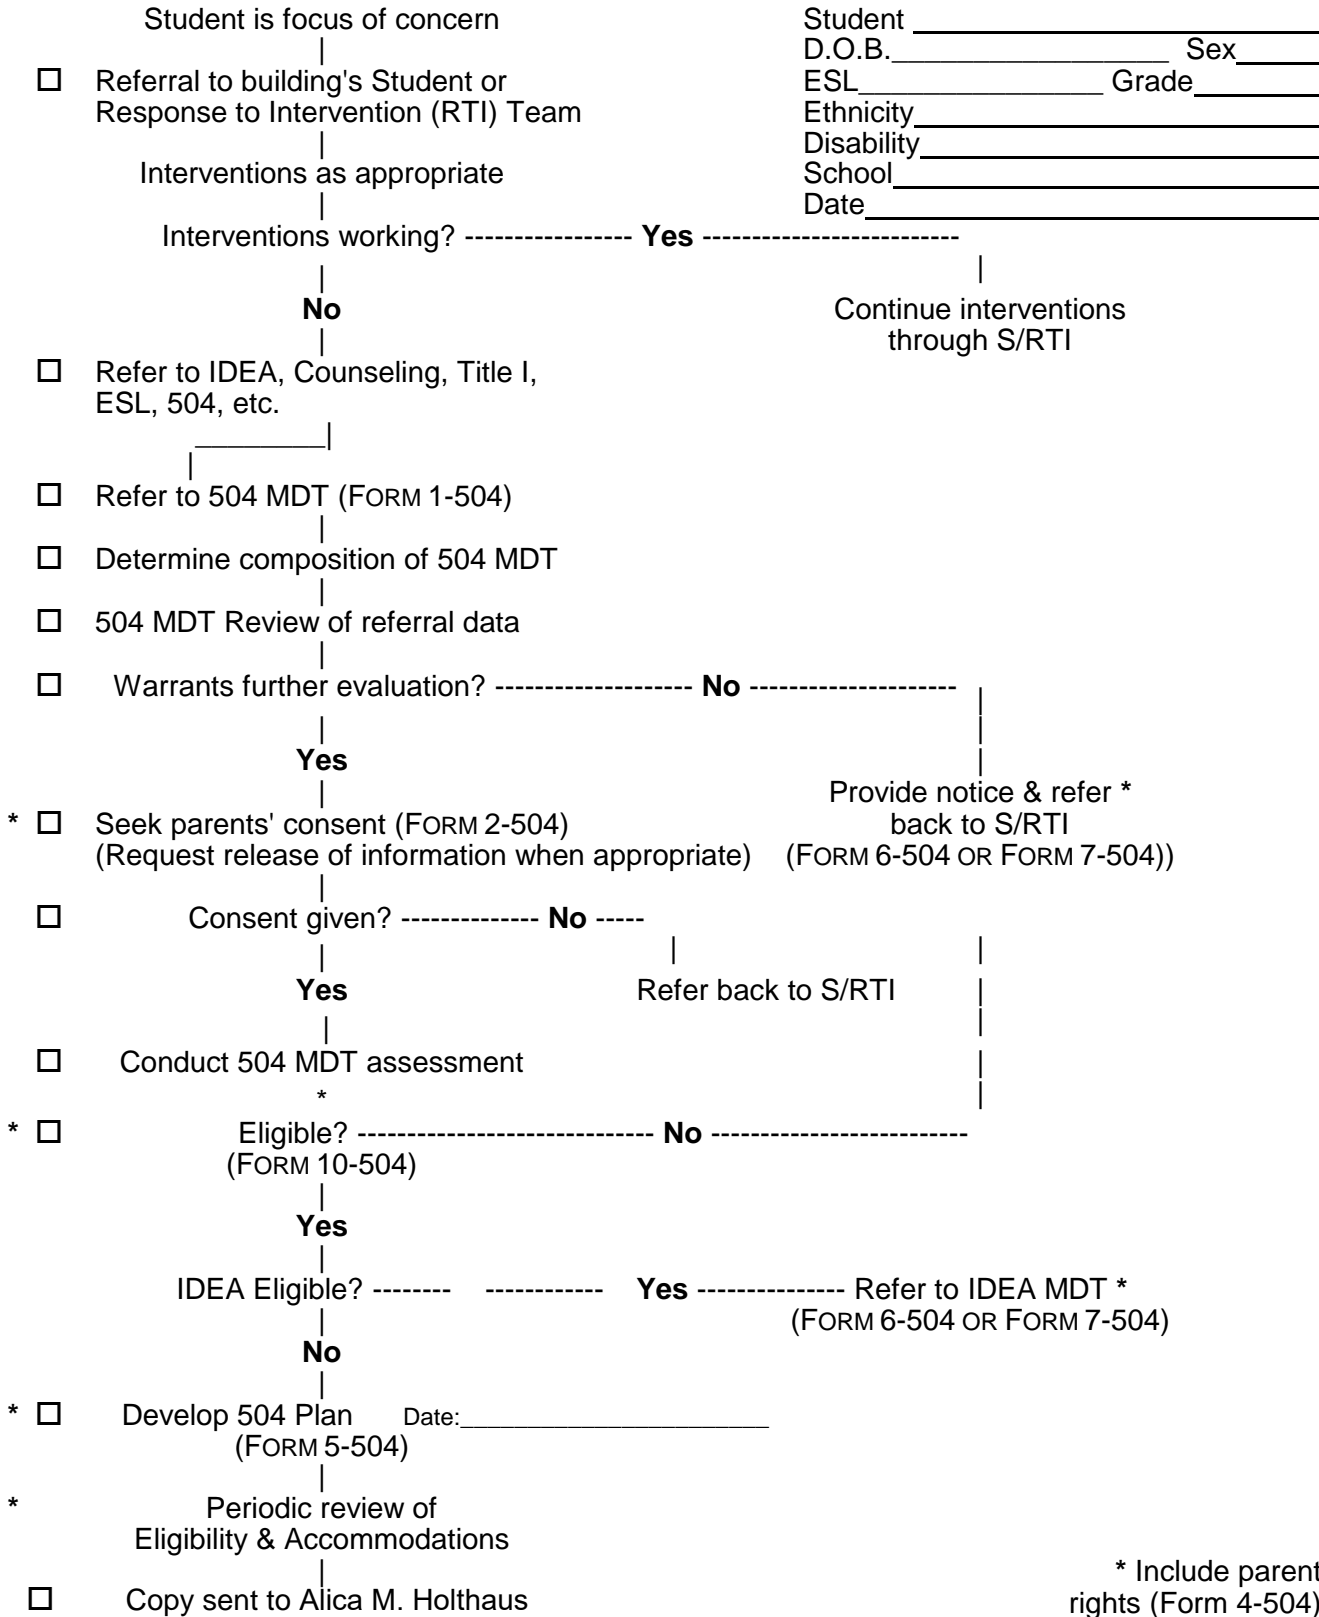 Student is focus of concern
Student
D.O.B.__________________ Sex
☐ Referral to building's Student or
Response to Intervention (RTI) Team
ESL________________ Grade
Ethnicity
Disability
Interventions as appropriate
School
Date
Interventions working? ----------------- Yes --------------------------
No
Continue interventions
through S/RTI
☐ Refer to IDEA, Counseling, Title I,
ESL, 504, etc.
☐ Refer to 504 MDT (FORM 1-504)
☐ Determine composition of 504 MDT
☐ 504 MDT Review of referral data
☐ Warrants further evaluation? -------------------- No ---------------------
Yes
Provide notice & refer *
back to S/RTI
(FORM 6-504 OR FORM 7-504))
* ☐ Seek parents' consent (FORM 2-504)
(Request release of information when appropriate)
☐ Consent given? -------------- No -----
Yes
Refer back to S/RTI
☐ Conduct 504 MDT assessment
*
* ☐ Eligible? ------------------------------ No --------------------------
(FORM 10-504)
Yes
IDEA Eligible? -------- ------------ Yes --------------- Refer to IDEA MDT *
(FORM 6-504 OR FORM 7-504)
No
* ☐ Develop 504 Plan Date:_______________________
(FORM 5-504)
* Periodic review of
Eligibility & Accommodations
☐ Copy sent to Alica M. Holthaus
* Include parent
rights (Form 4-504)